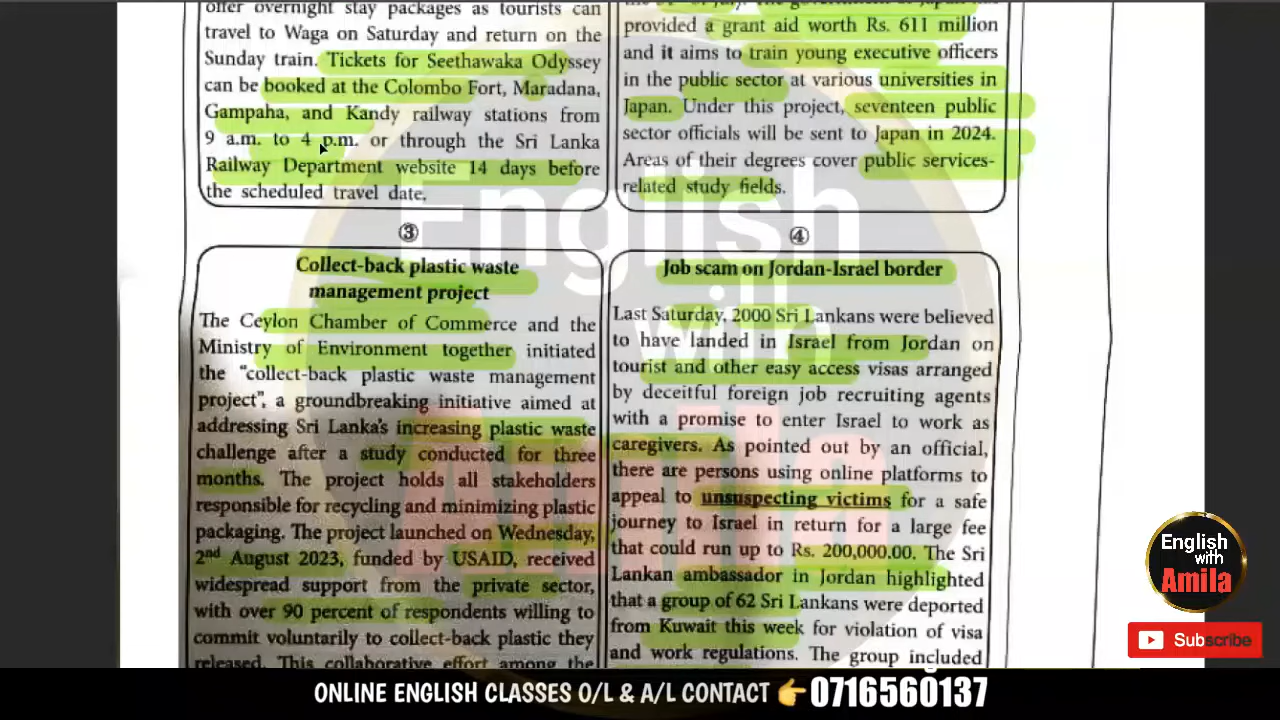 offer overnight stay packages as tourists can
travel to Waga on Saturday and return on the
Sunday train. Tickets for Seethawaka Odyssey
can be booked at the Colombo Fort, Maradana,
Gampaha, and Kandy railway stations from
9 a.m. to 4 p.m. or through the Sri Lanka
Railway Department website 14 days before
the scheduled travel date.
provided a grant aid worth Rs. 611 million
and it aims to train young executive officers
in the public sector at various universities in
Japan. Under this project, seventeen public
sector officials will be sent to Japan in 2024.
Areas of their degrees cover public services-
related study fields.
③
Collect-back plastic waste
management project
The Ceylon Chamber of Commerce and the
Ministry of Environment together initiated
the "collect-back plastic waste management
project", a groundbreaking initiative aimed at
addressing Sri Lanka's increasing plastic waste
challenge after a study conducted for three
months. The project holds all stakeholders
responsible for recycling and minimizing plastic
packaging. The project launched on Wednesday,
2nd August 2023, funded by USAID, received
widespread support from the private sector,
with over 90 percent of respondents willing to
commit voluntarily to collect-back plastic they
released. This collaborative effort among the
④
Job scam on Jordan-Israel border
Last Saturday, 2000 Sri Lankans were believed
to have landed in Israel from Jordan on
tourist and other easy access visas arranged
by deceitful foreign job recruiting agents
with a promise to enter Israel to work as
caregivers. As pointed out by an official,
there are persons using online platforms to
appeal to unsuspecting victims for a safe
journey to Israel in return for a large fee
that could run up to Rs. 200,000.00. The Sri
Lankan ambassador in Jordan highlighted
that a group of 62 Sri Lankans were deported
from Kuwait this week for violation of visa
and work regulations. The group included
English
with
Amila
English
with
Amila
Subscribe
ONLINE ENGLISH CLASSES O/L & A/L CONTACT 👉 0716560137